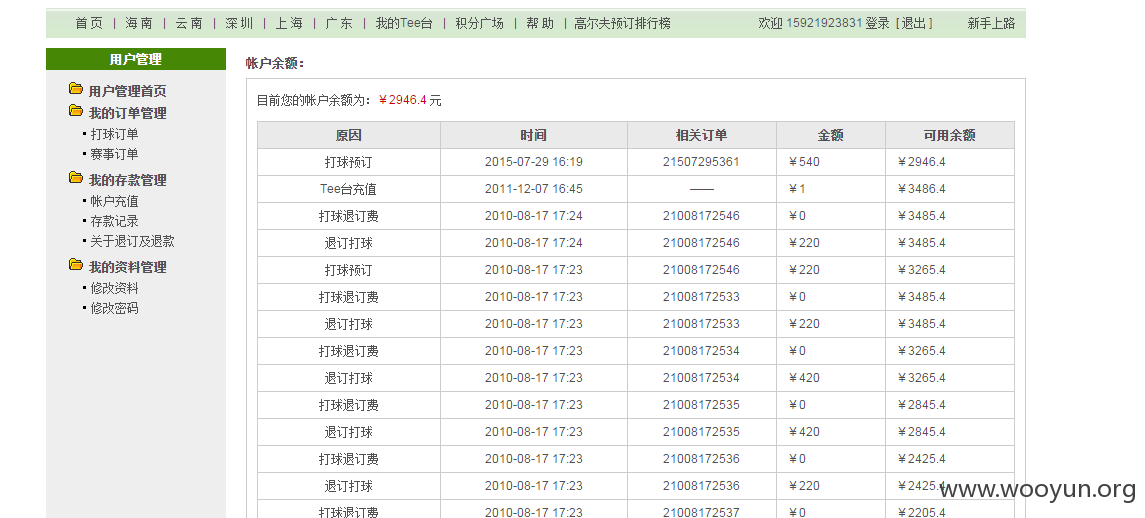 首 页 | 海 南 | 云 南 | 深 圳 | 上 海 | 广 东 | 我的Tee台 | 积分广场 | 帮 助 | 高尔夫预订排行榜 欢迎 15921923831 登录 [ 退出 ] 新手上路
用户管理
用户管理首页
我的订单管理
• 打球订单
• 赛事订单
我的存款管理
• 帐户充值
• 存款记录
• 关于退订及退款
我的资料管理
• 修改资料
• 修改密码
帐户余额：
目前您的帐户余额为：￥2946.4 元
原因 时间 相关订单 金额 可用余额
打球预订 2015-07-29 16:19 21507295361 ￥540 ￥2946.4
Tee台充值 2011-12-07 16:45 —— ￥1 ￥3486.4
打球退订费 2010-08-17 17:24 21008172546 ￥0 ￥3485.4
退订打球 2010-08-17 17:24 21008172546 ￥220 ￥3485.4
打球预订 2010-08-17 17:23 21008172546 ￥220 ￥3265.4
打球退订费 2010-08-17 17:23 21008172533 ￥0 ￥3485.4
退订打球 2010-08-17 17:23 21008172533 ￥220 ￥3485.4
打球退订费 2010-08-17 17:23 21008172534 ￥0 ￥3265.4
退订打球 2010-08-17 17:23 21008172534 ￥420 ￥3265.4
打球退订费 2010-08-17 17:23 21008172535 ￥0 ￥2845.4
退订打球 2010-08-17 17:23 21008172535 ￥420 ￥2845.4
打球退订费 2010-08-17 17:23 21008172536 ￥0 ￥2425.4
退订打球 2010-08-17 17:23 21008172536 ￥220 ￥2425.4
www.wooyun.org
打球退订费 2010-08-17 17:23 21008172537 ￥0 ￥2205.4